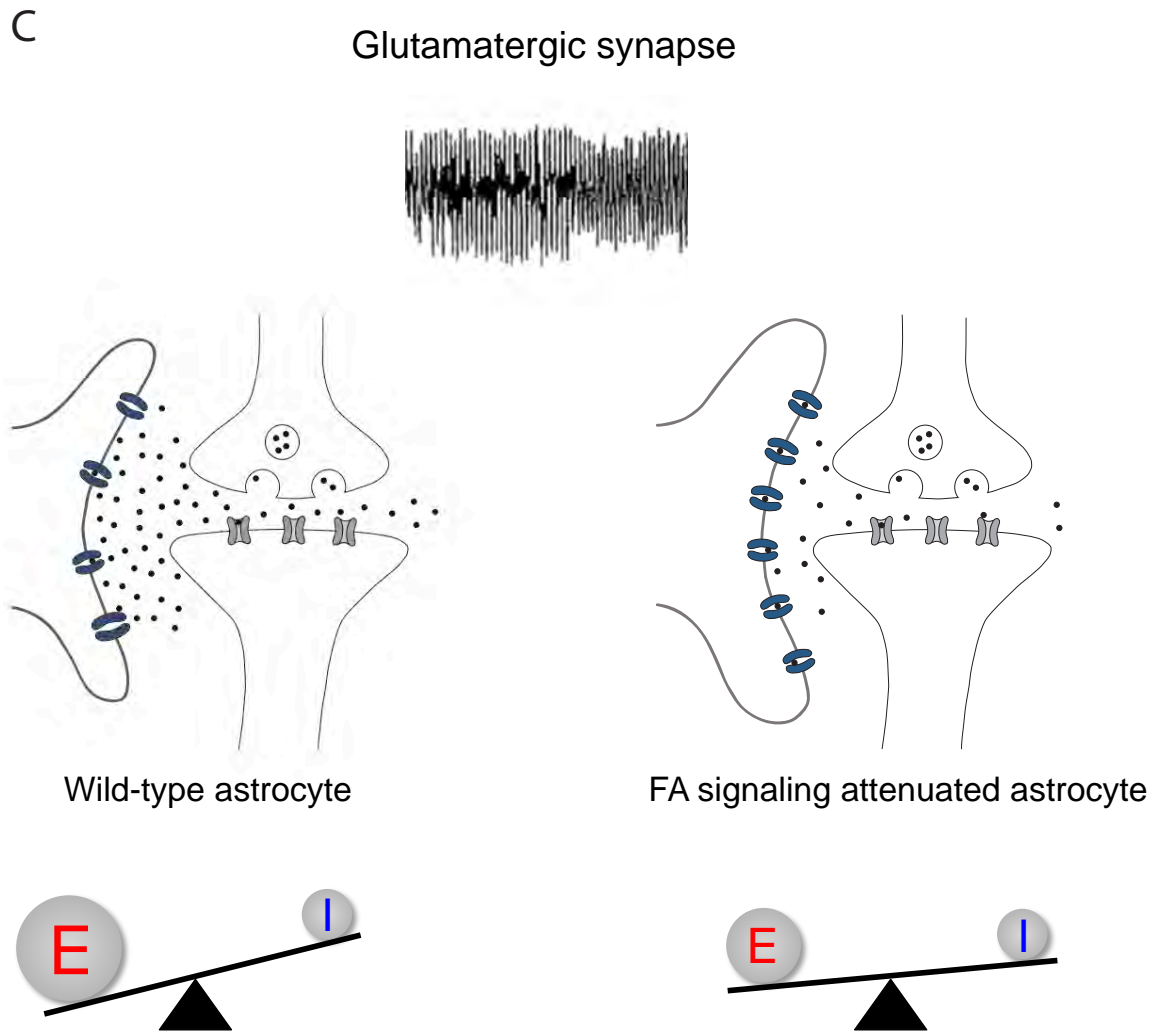 C
Glutamatergic synapse
Wild-type astrocyte
FA signaling attenuated astrocyte
E
I
E
I